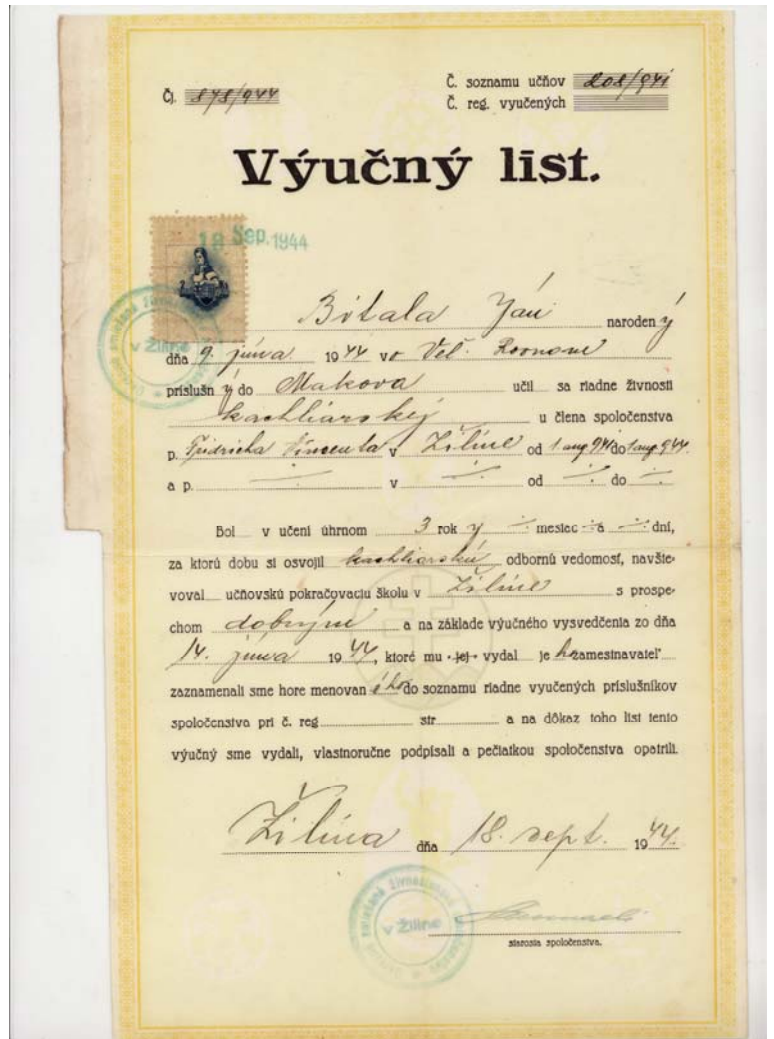 Čj. 878/944
Č. soznamu učňov 208/941
Č. reg. vyučených
Výučný list.
18 Sep. 1944
Bitala Ján narodený
dňa 9. júna 1944 vo Veľ. Rovnom
príslušný do Makova učil sa riadne živnosti
kachliarskej u člena spoločenstva
p. Fridricha Vincenta v Žiline od 1 aug 941 do 1 aug 944.
a p. ·/· v ·/· od ·/· do ·/·
Bol v učení úhrnom 3 roky ·/· mesiac ·/· a ·/· dní,
za ktorú dobu si osvojil kachliarskú odbornú vedomosť, navšte-
voval učňovskú pokračovaciu školu v Žilíne s prospe-
chom dobrým a na základe výučného vysvedčenia zo dňa
14. júna 1944, ktoré mu jej vydal jeho zamestnavateľ
zaznamenali sme hore menovaného do soznamu riadne vyučených príslušníkov
spoločenstva pri č. reg. str. a na dôkaz toho list tento
výučný sme vydali, vlastnoručne podpísali a pečiatkou spoločenstva opatrili.
Žilina dňa 18. sept. 1944.
v Žiline
starosta spoločenstva.